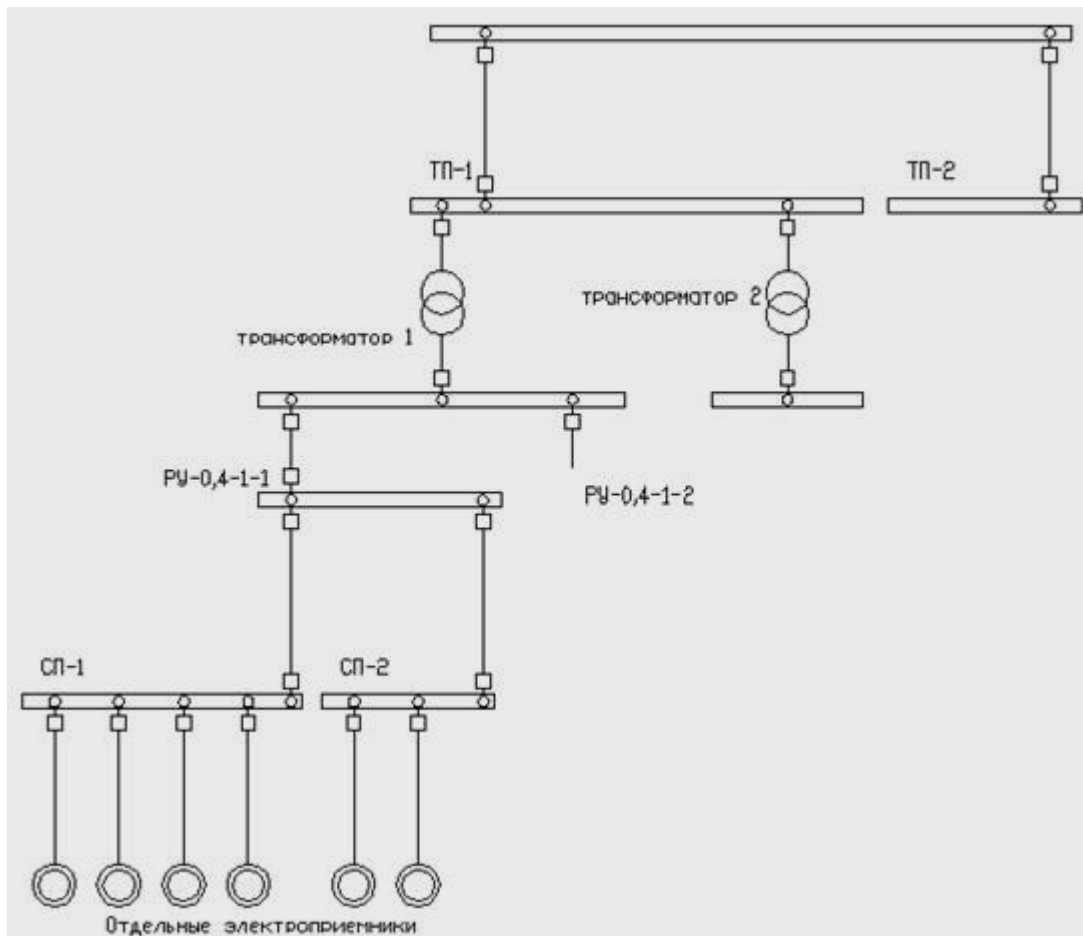 ТП-1
ТП-2
трансформатор 2
трансформатор 1
РУ-0,4-1-1
РУ-0,4-1-2
СП-1
СП-2
Отдельные электроприемники